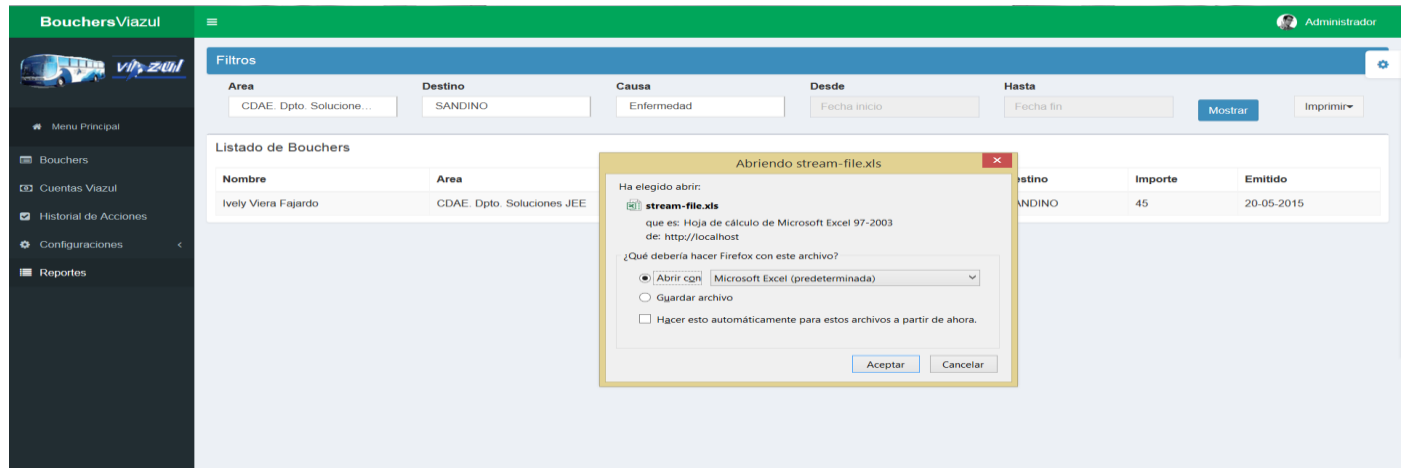 BouchersViazul
Administrador
viazul
Menu Principal
Bouchers
Cuentas Viazul
Historial de Acciones
Configuraciones
Reportes
Filtros
Area Destino Causa Desde Hasta
CDAE. Dpto. Solucione... SANDINO Enfermedad Fecha inicio Fecha fin Mostrar Imprimir
Listado de Bouchers
Nombre Area Importe Emitido
Ively Viera Fajardo CDAE. Dpto. Soluciones JEE 45 20-05-2015
Abriendo stream-file.xls
Ha elegido abrir:
stream-file.xls
que es: Hoja de cálculo de Microsoft Excel 97-2003
de: http://localhost
¿Qué debería hacer Firefox con este archivo?
Abrir con Microsoft Excel (predeterminada)
Guardar archivo
Hacer esto automáticamente para estos archivos a partir de ahora.
Aceptar Cancelar